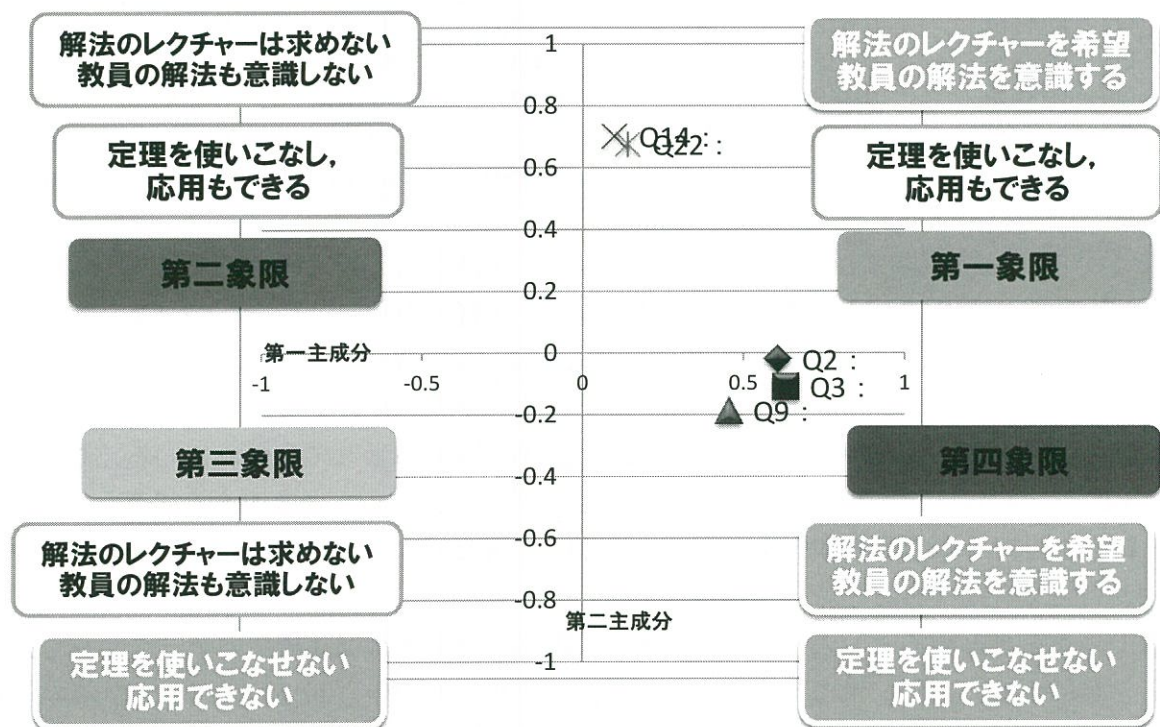 解法のレクチャーは求めない
教員の解法も意識しない
定理を使いこなし，
応用もできる
第二象限
解法のレクチャーを希望
教員の解法を意識する
定理を使いこなし，
応用もできる
第一象限
1
0.8
0.6
0.4
0.2
0
-0.2
-0.4
-0.6
-0.8
-1
Q14：
Q22：
第一主成分
-1
-0.5
0
0.5
1
Q2：
Q3：
Q9：
第二主成分
第三象限
解法のレクチャーは求めない
教員の解法も意識しない
定理を使いこなせない
応用できない
第四象限
解法のレクチャーを希望
教員の解法を意識する
定理を使いこなせない
応用できない